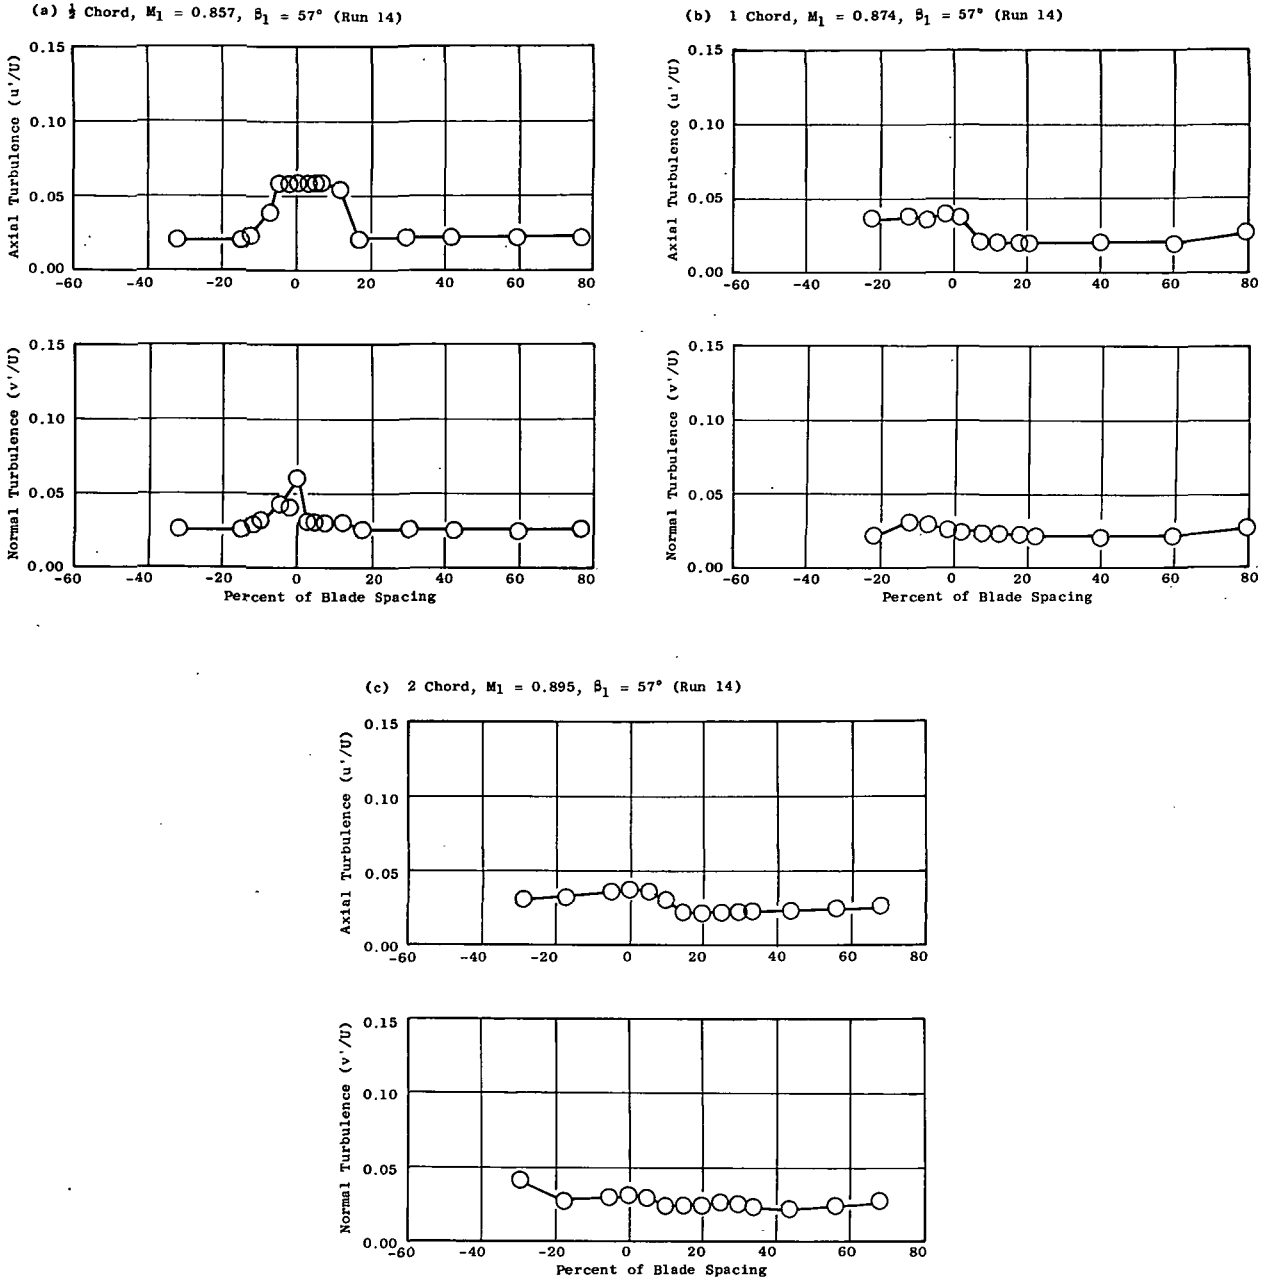 (a) ½ Chord, M1 = 0.857, β1 = 57° (Run 14)
Axial Turbulence (u'/U)
0.15
0.10
0.05
0.00
-60 -40 -20 0 20 40 60 80
Normal Turbulence (v'/U)
0.15
0.10
0.05
0.00
-60 -40 -20 0 20 40 60 80
Percent of Blade Spacing
(b) 1 Chord, M1 = 0.874, β1 = 57° (Run 14)
Axial Turbulence (u'/U)
0.15
0.10
0.05
0.00
-60 -40 -20 0 20 40 60 80
Normal Turbulence (v'/U)
0.15
0.10
0.05
0.00
-60 -40 -20 0 20 40 60 80
Percent of Blade Spacing
(c) 2 Chord, M1 = 0.895, β1 = 57° (Run 14)
Axial Turbulence (u'/U)
0.15
0.10
0.05
0.00
-60 -40 -20 0 20 40 60 80
Normal Turbulence (v'/U)
0.15
0.10
0.05
0.00
-60 -40 -20 0 20 40 60 80
Percent of Blade Spacing